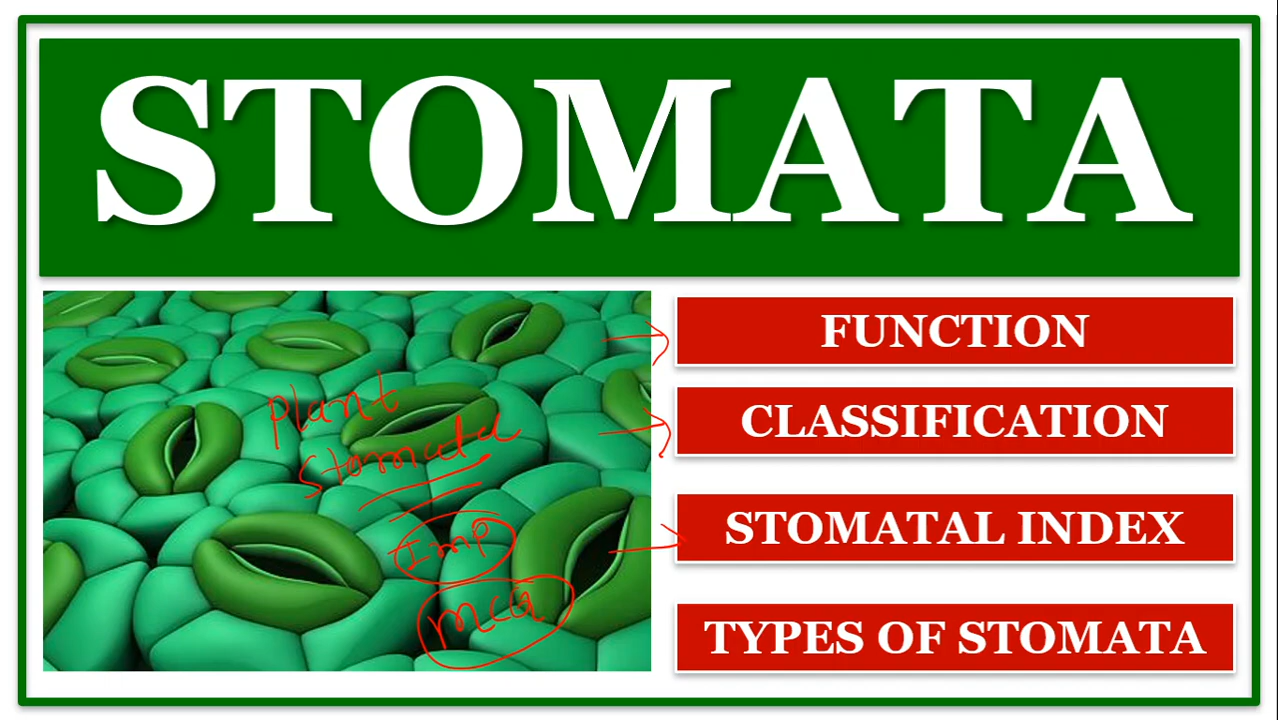 STOMATA
FUNCTION
CLASSIFICATION
STOMATAL INDEX
TYPES OF STOMATA
Plant
Stomata
Imp
MCQ